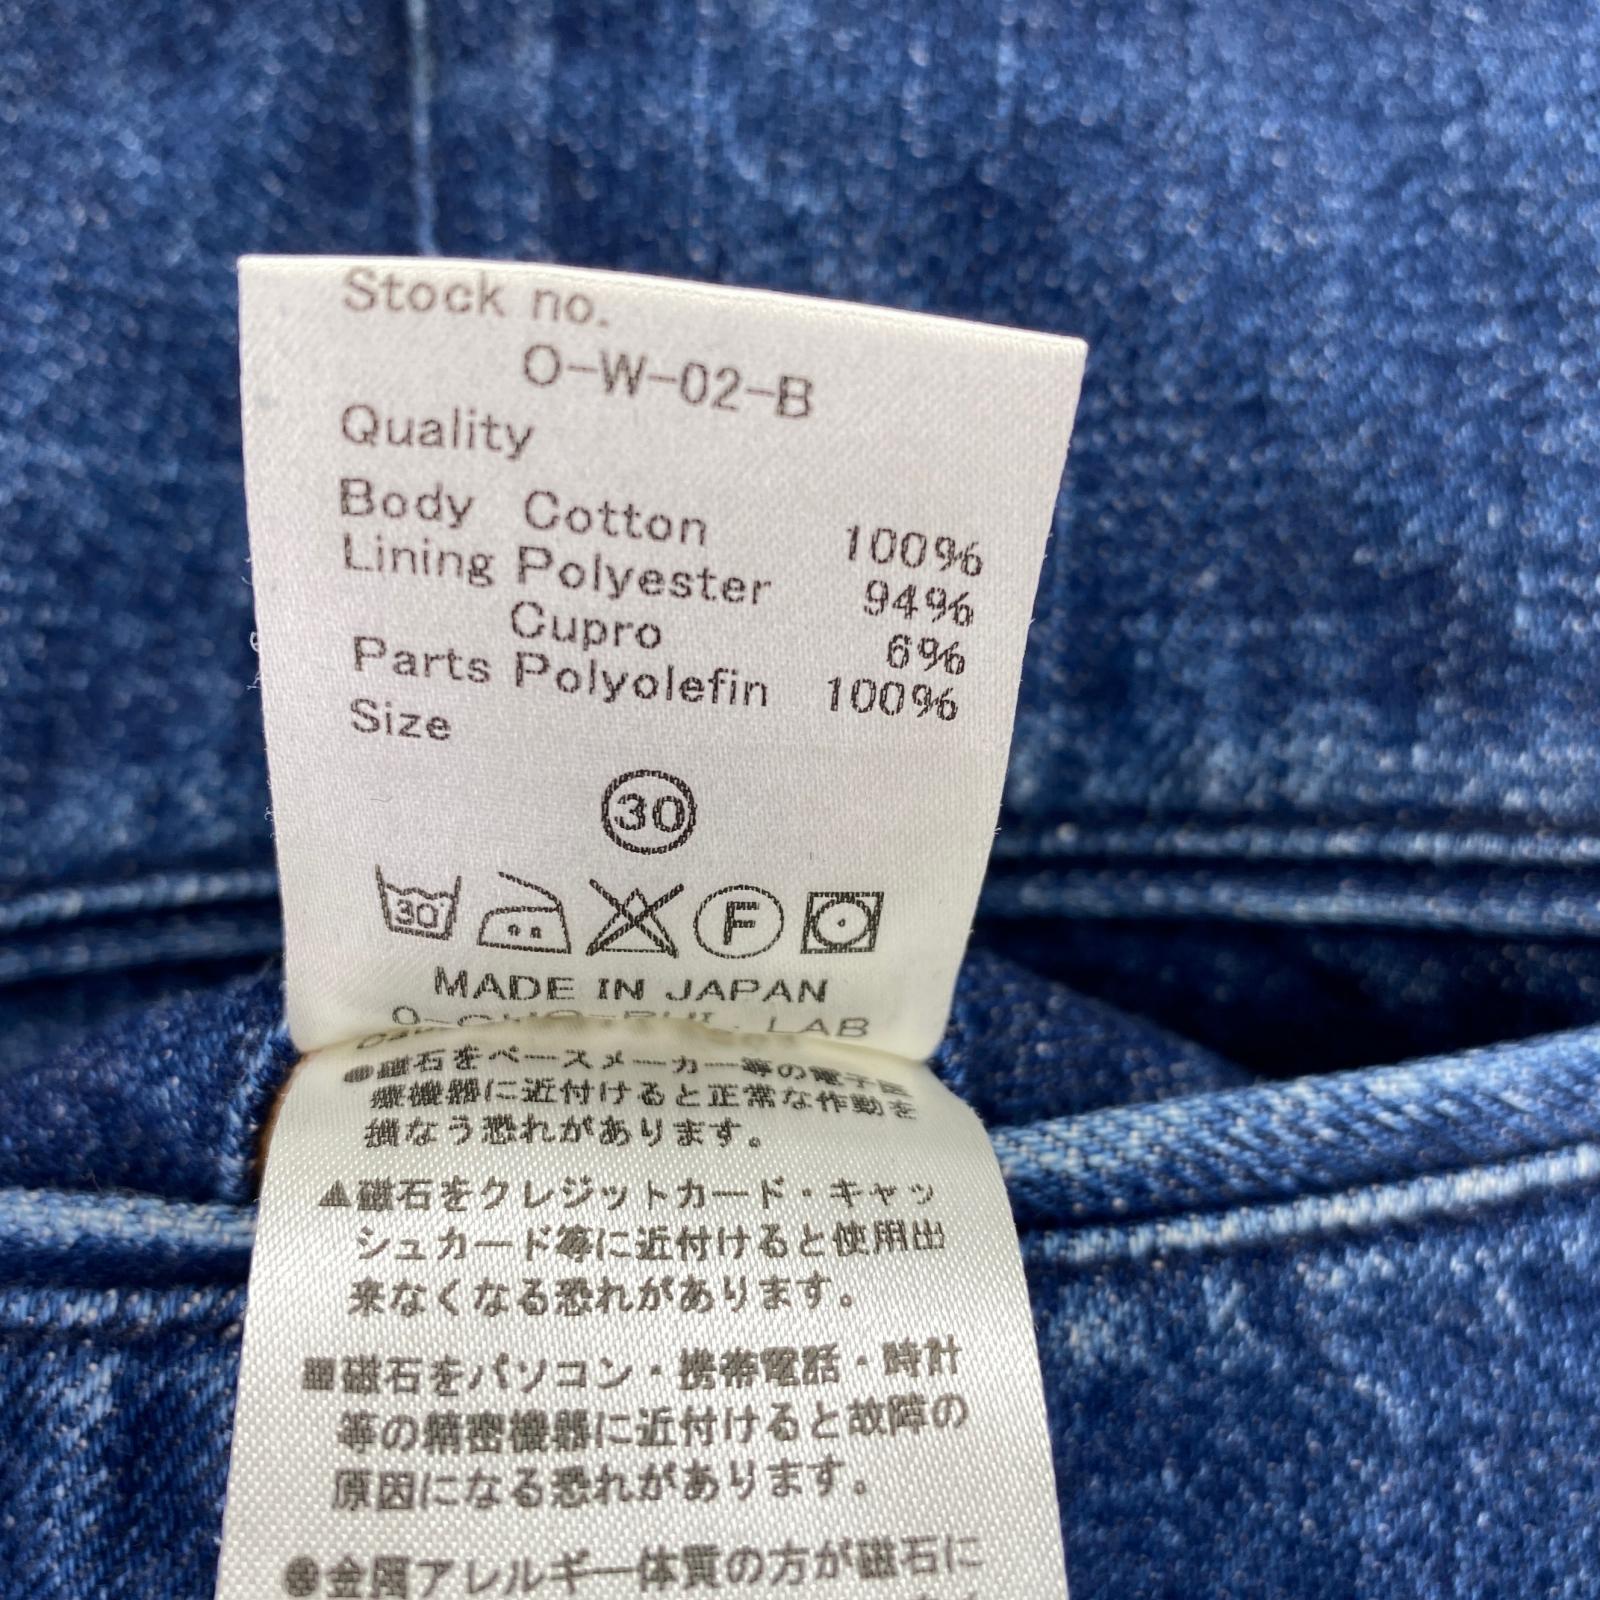 Stock no.
O-W-02-B
Quality
Body Cotton 100%
Lining Polyester 94%
Cupro 6%
Parts Polyolefin 100%
Size
30
30 F
MADE IN JAPAN
LAB
●磁石をペースメーカー等の電子医
療機器に近付けると正常な作動を
損なう恐れがあります。
▲磁石をクレジットカード・キャッ
シュカード等に近付けると使用出
来なくなる恐れがあります。
■磁石をパソコン・携帯電話・時計
等の精密機器に近付けると故障の
原因になる恐れがあります。
●金属アレルギー体質の方が磁石に